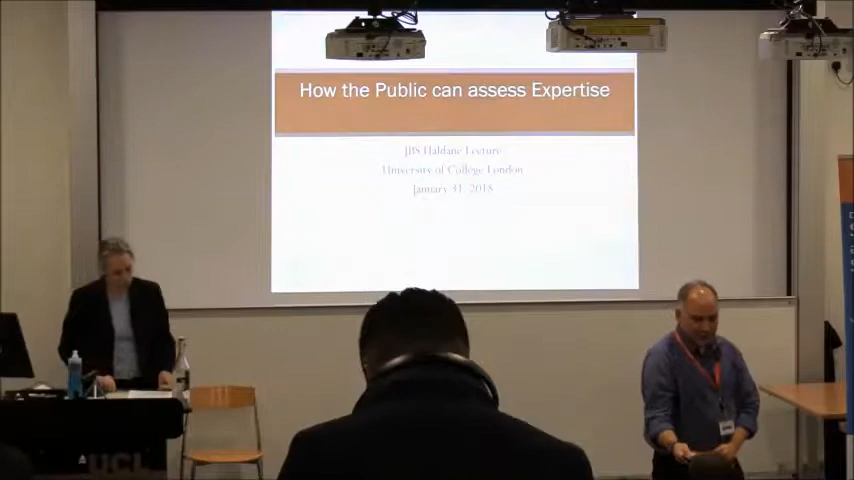 How the Public can assess Expertise
JBS Haldane Lecture
University of College London
January 31, 2018
UCL